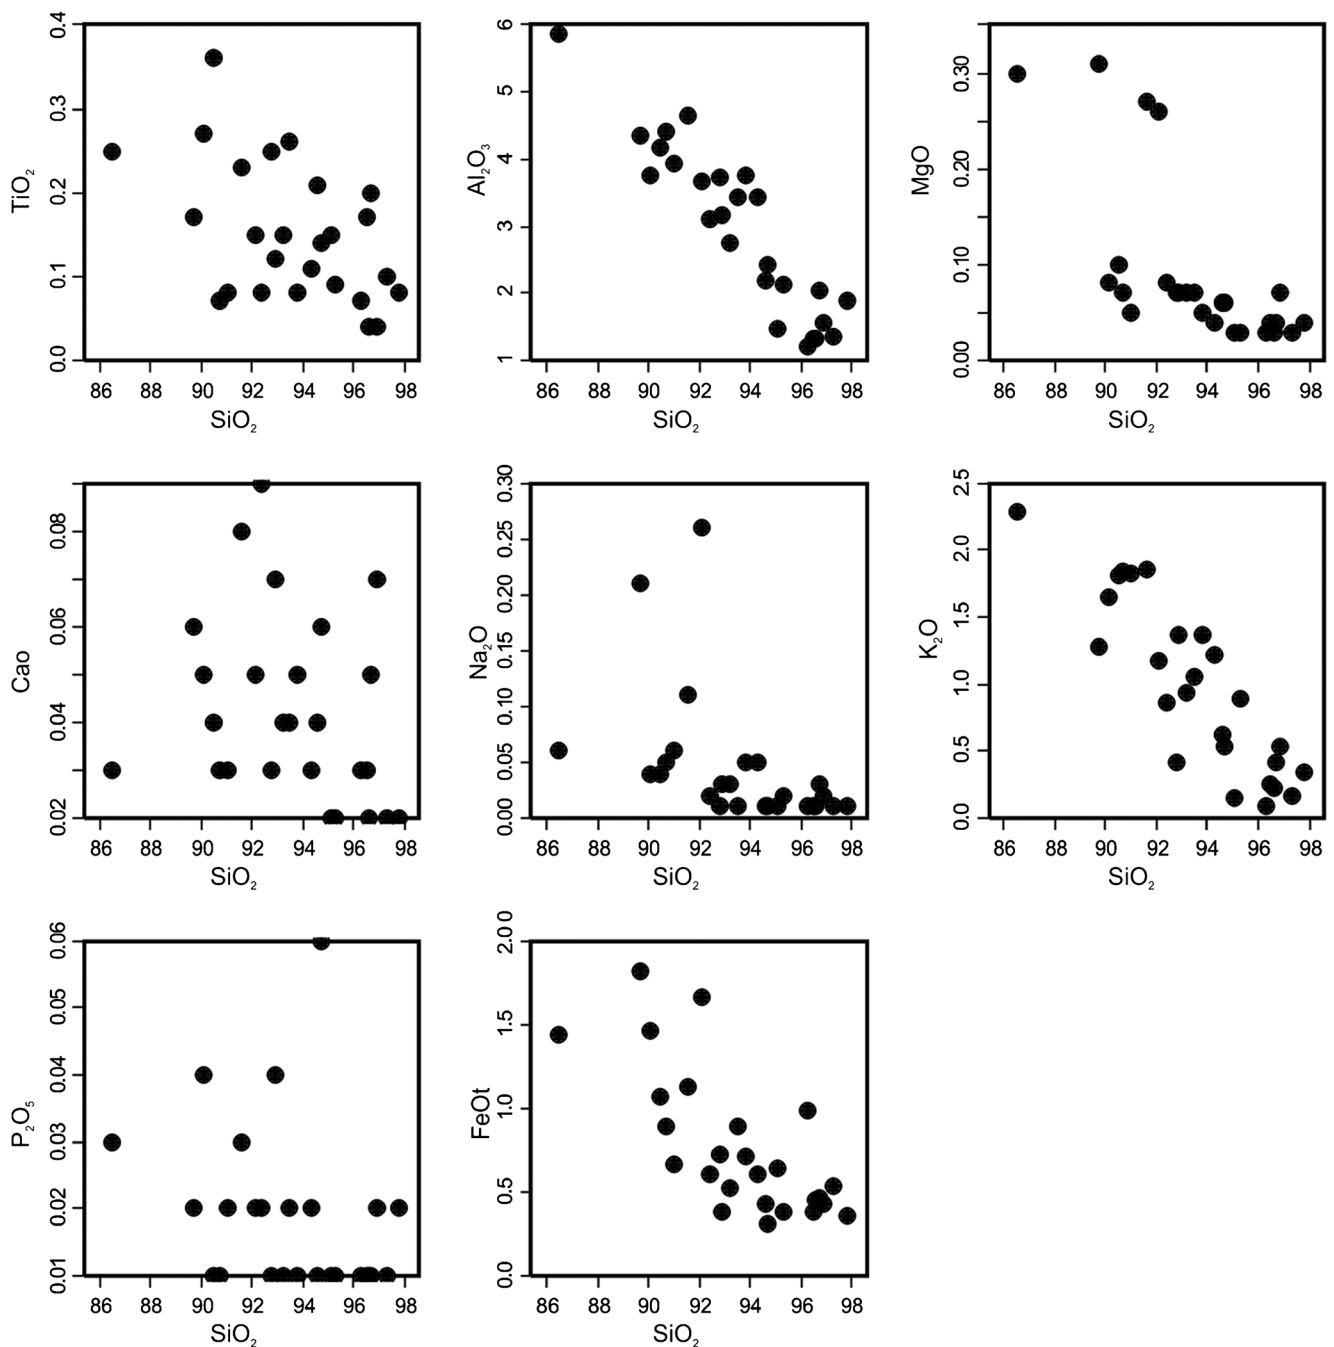 TiO₂
0.0 0.1 0.2 0.3 0.4
86 88 90 92 94 96 98
SiO₂
Al₂O₃
1 2 3 4 5 6
86 88 90 92 94 96 98
SiO₂
MgO
0.00 0.10 0.20 0.30
86 88 90 92 94 96 98
SiO₂
Cao
0.02 0.04 0.06 0.08
86 88 90 92 94 96 98
SiO₂
Na₂O
0.00 0.05 0.10 0.15 0.20 0.25 0.30
86 88 90 92 94 96 98
SiO₂
K₂O
0.0 0.5 1.0 1.5 2.0 2.5
86 88 90 92 94 96 98
SiO₂
P₂O₅
0.01 0.02 0.03 0.04 0.05 0.06
86 88 90 92 94 96 98
SiO₂
FeOt
0.0 0.5 1.0 1.5 2.0 0
86 88 90 92 94 96 98
SiO₂